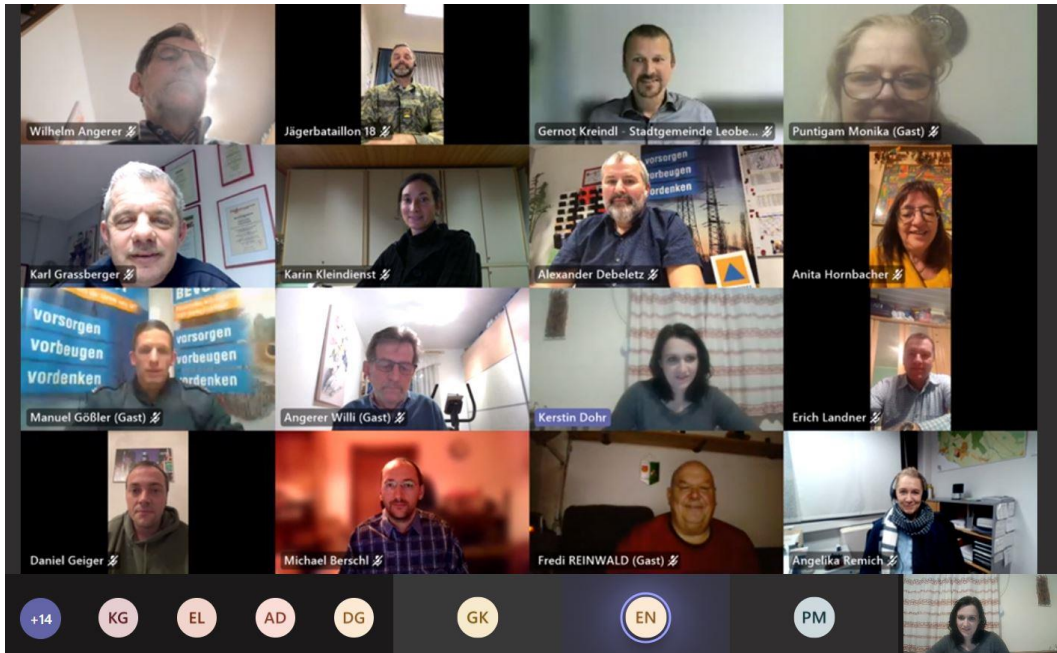 Wilhelm Angerer
Jägerbataillon 18
Gernot Kreindl - Stadtgemeinde Leobe...
Puntigam Monika (Gast)
Karl Grassberger
Karin Kleindienst
vorsorgen
vorbeugen
vordenken
Alexander Debeletz
Anita Hornbacher
vorsorgen
vorbeugen
vordenken
vorsorgen
vorbeugen
vordenken
Manuel Gößler (Gast)
Angerer Willi (Gast)
Kerstin Dohr
Erich Landner
Daniel Geiger
Michael Berschl
Fredi REINWALD (Gast)
Angelika Remich
+14
KG
EL
AD
DG
GK
EN
PM